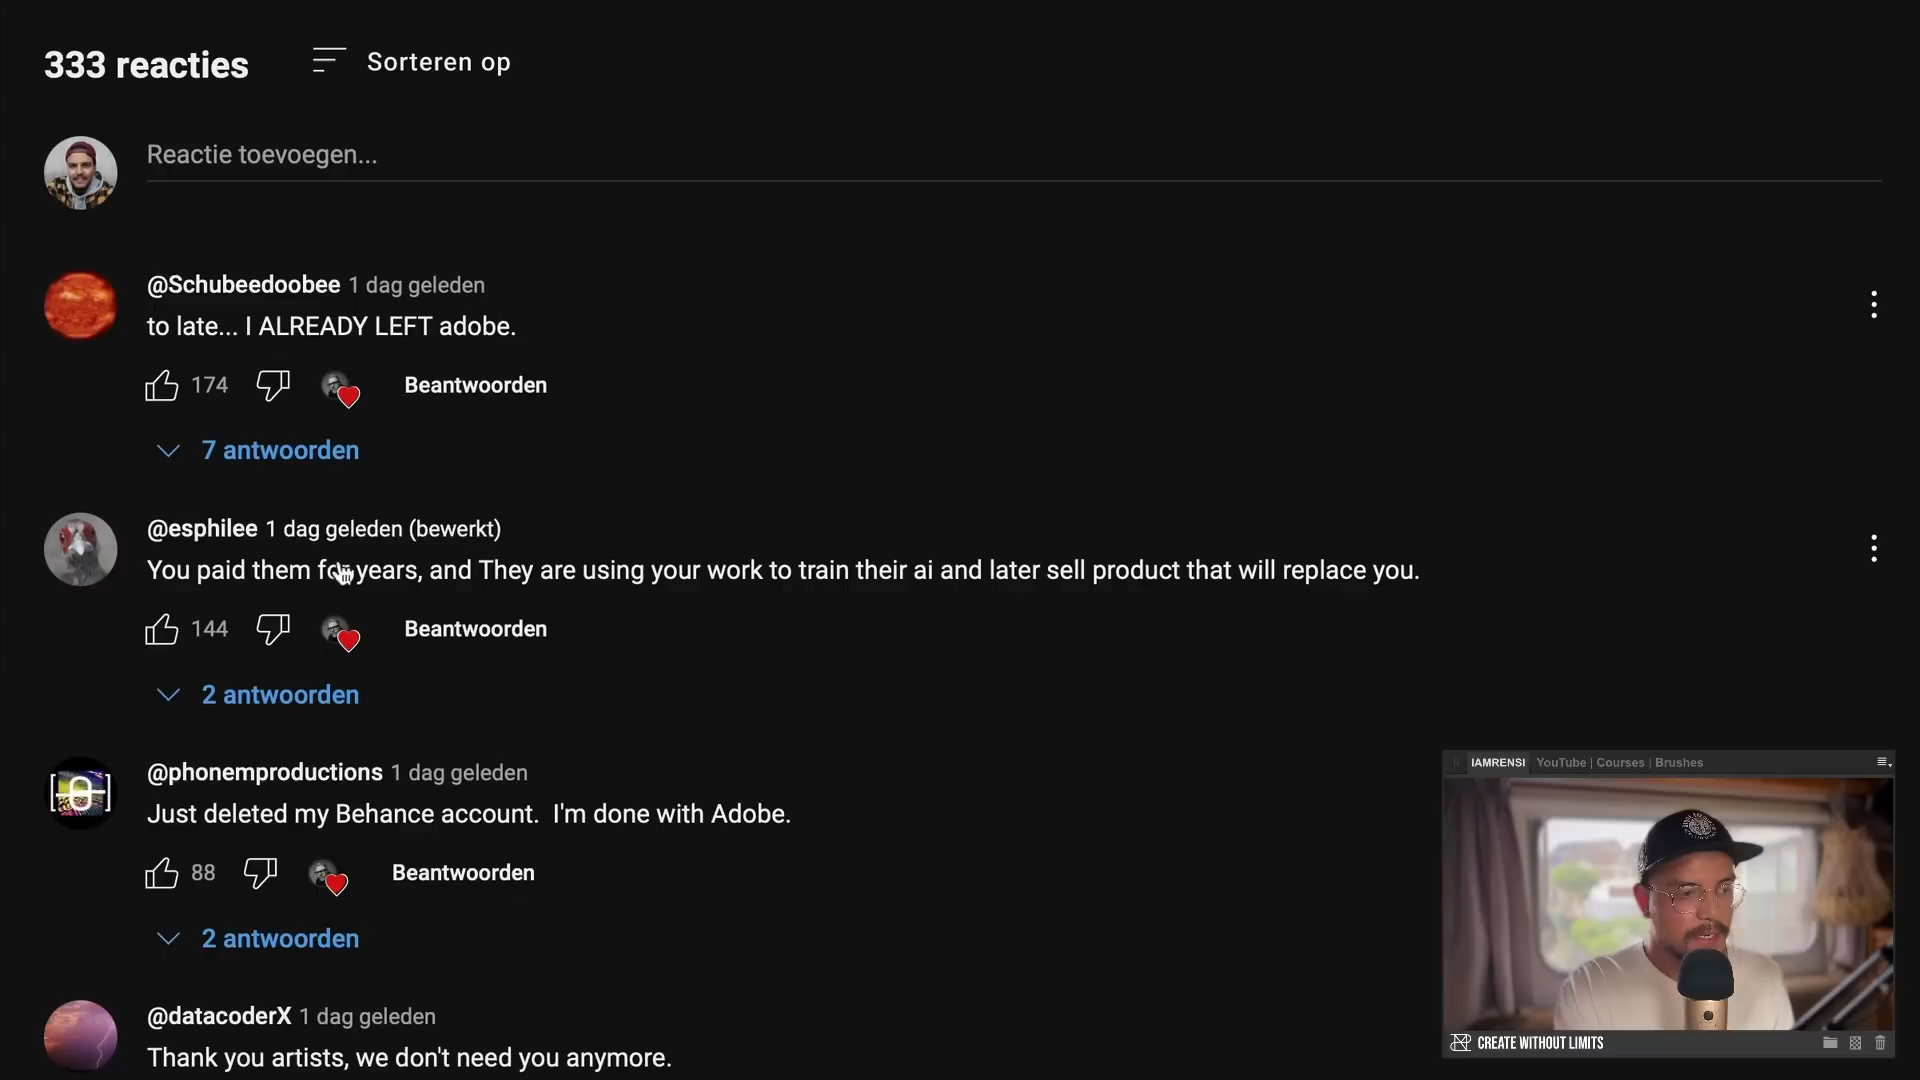 333 reacties
Sorteren op
Reactie toevoegen...
@Schubeedoobee 1 dag geleden
to late... I ALREADY LEFT adobe.
174
Beantwoorden
7 antwoorden
@esphilee 1 dag geleden (bewerkt)
You paid them for years, and They are using your work to train their ai and later sell product that will replace you.
144
Beantwoorden
2 antwoorden
@phonemproductions 1 dag geleden
Just deleted my Behance account.  I'm done with Adobe.
88
Beantwoorden
2 antwoorden
@datacoderX 1 dag geleden
Thank you artists, we don't need you anymore.
IAMRENSI YouTube | Courses | Brushes
CREATE WITHOUT LIMITS